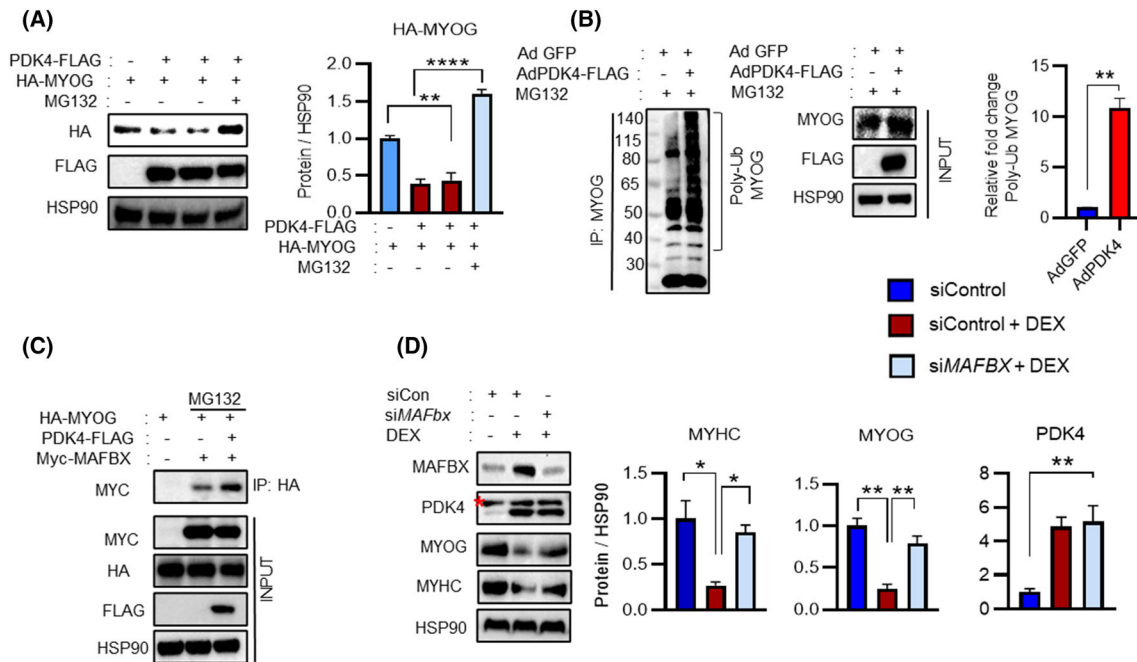 (A)
PDK4-FLAG : - + + +
HA-MYOG : + + + +
MG132 : - - - +
HA
FLAG
HSP90
HA-MYOG
Protein / HSP90
1.5
1.0
0.5
0.0
2.0
****
**
PDK4-FLAG : - + + +
HA-MYOG : + + + +
MG132 : - - - +
(B)
Ad GFP : + +
AdPDK4-FLAG : - +
MG132 : + +
IP: MYOG
140
115
80
65
50
40
30
Poly-Ub
MYOG
Ad GFP : + +
AdPDK4-FLAG : - +
MG132 : + +
MYOG
FLAG
HSP90
INPUT
Relative fold change
Poly-Ub MYOG
15
10
5
0
**
AdGFP
AdPDK4
siControl
siControl + DEX
siMAFBX + DEX
(C)
MG132
HA-MYOG : + + +
PDK4-FLAG : - - +
Myc-MAFBX : - + +
MYC
IP: HA
MYC
HA
FLAG
HSP90
INPUT
(D)
siCon : + + -
siMAFbx : - - +
DEX : - + +
MAFBX
*
PDK4
MYOG
MYHC
HSP90
Protein / HSP90
MYHC
1.5
1.0
0.5
0.0
*
*
MYOG
1.5
1.0
0.5
0.0
**
**
PDK4
8
6
4
2
0
**